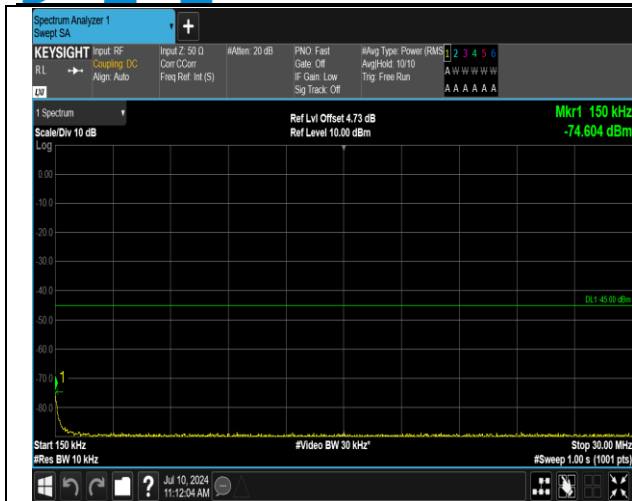 Spectrum Analyzer 1
Swept SA
+
KEYSIGHT
RL
LXI
Input: RF
Coupling: DC
Align: Auto
Input Z: 50 Ω
Corr CCorr
Freq Ref: Int (S)
#Atten: 20 dB
PNO: Fast
Gate: Off
IF Gain: Low
Sig Track: Off
#Avg Type: Power (RMS
Avg|Hold: 10/10
Trig: Free Run
1 2 3 4 5 6
A W W W W W
A A A A A A
1 Spectrum
Scale/Div 10 dB
Log
Ref Lvl Offset 4.73 dB
Ref Level 10.00 dBm
Mkr1 150 kHz
-74.604 dBm
0.00
-10.0
-20.0
-30.0
-40.0
DL1 -45.00 dBm
-50.0
-60.0
-70.0
1
-80.0
Start 150 kHz
#Res BW 10 kHz
#Video BW 30 kHz*
Stop 30.00 MHz
#Sweep 1.00 s (1001 pts)
?
Jul 10, 2024
11:12:04 AM